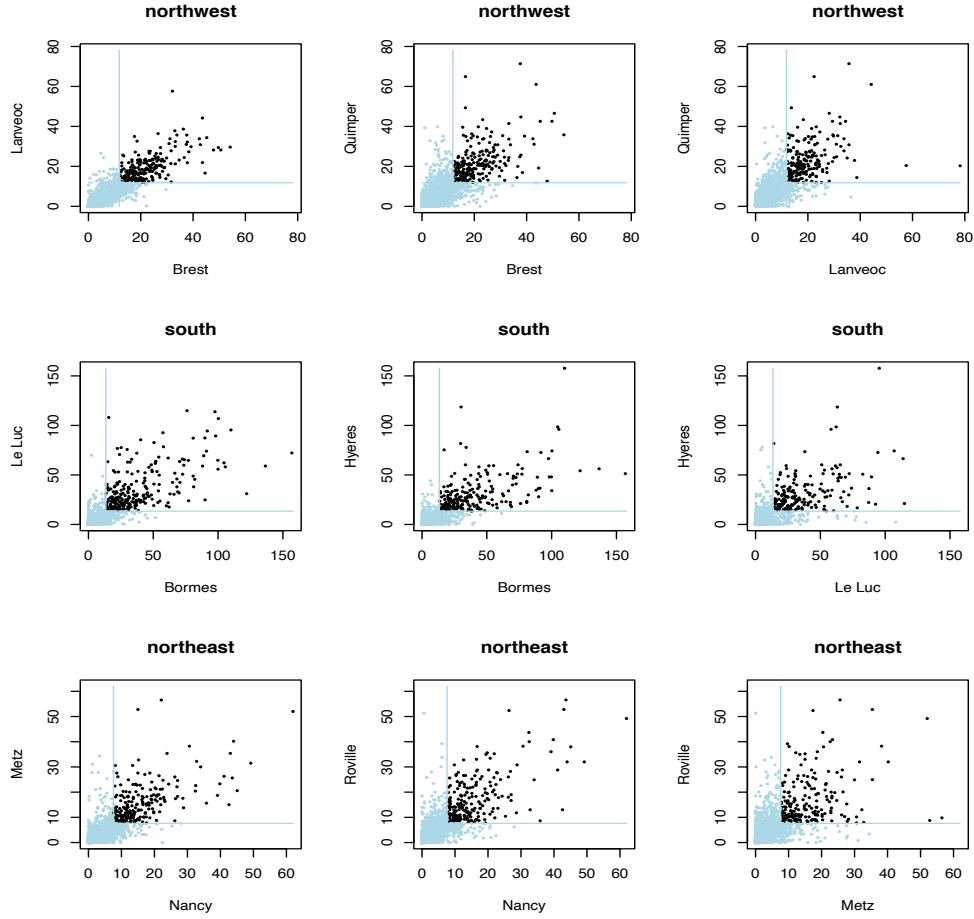 northwest northwest northwest
80 80 80
60 60 60
40 40 40
20 20 20
0 0 0
Lanveoc Quimper Quimper
0 20 40 60 80 0 20 40 60 80 0 20 40 60 80
Brest Brest Lanveoc
south south south
150 150 150
100 100 100
50 50 50
0 0 0
Le Luc Hyeres Hyeres
0 50 100 150 0 50 100 150 0 50 100 150
Bormes Bormes Le Luc
northeast northeast northeast
50 50 50
30 30 30
10 10 10
0 0 0
Metz Roville Roville
0 10 20 30 40 50 60 0 10 20 30 40 50 60 0 10 20 30 40 50 60
Nancy Nancy Metz